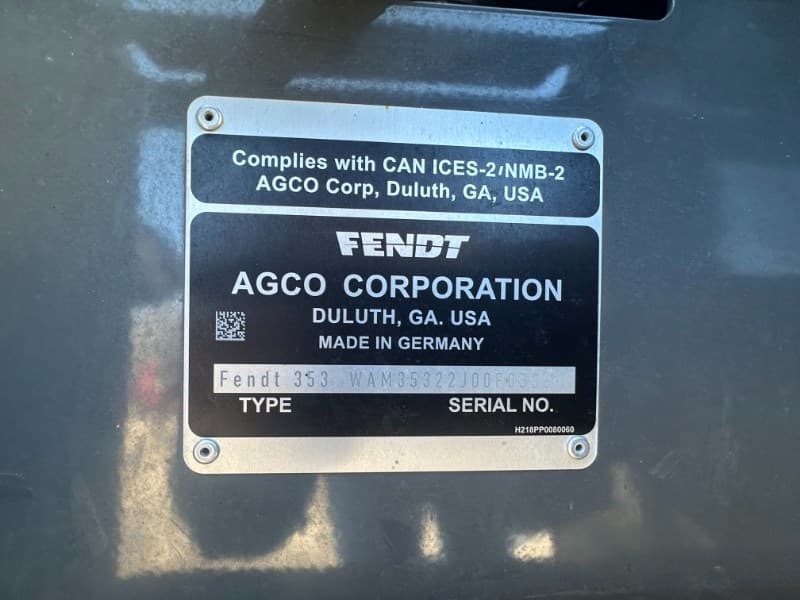 Complies with CAN ICES-2/NMB-2
AGCO Corp, Duluth, GA, USA
FENDT
AGCO CORPORATION
DULUTH, GA. USA
MADE IN GERMANY
Fendt 353
TYPE SERIAL NO.
H218PP0080060